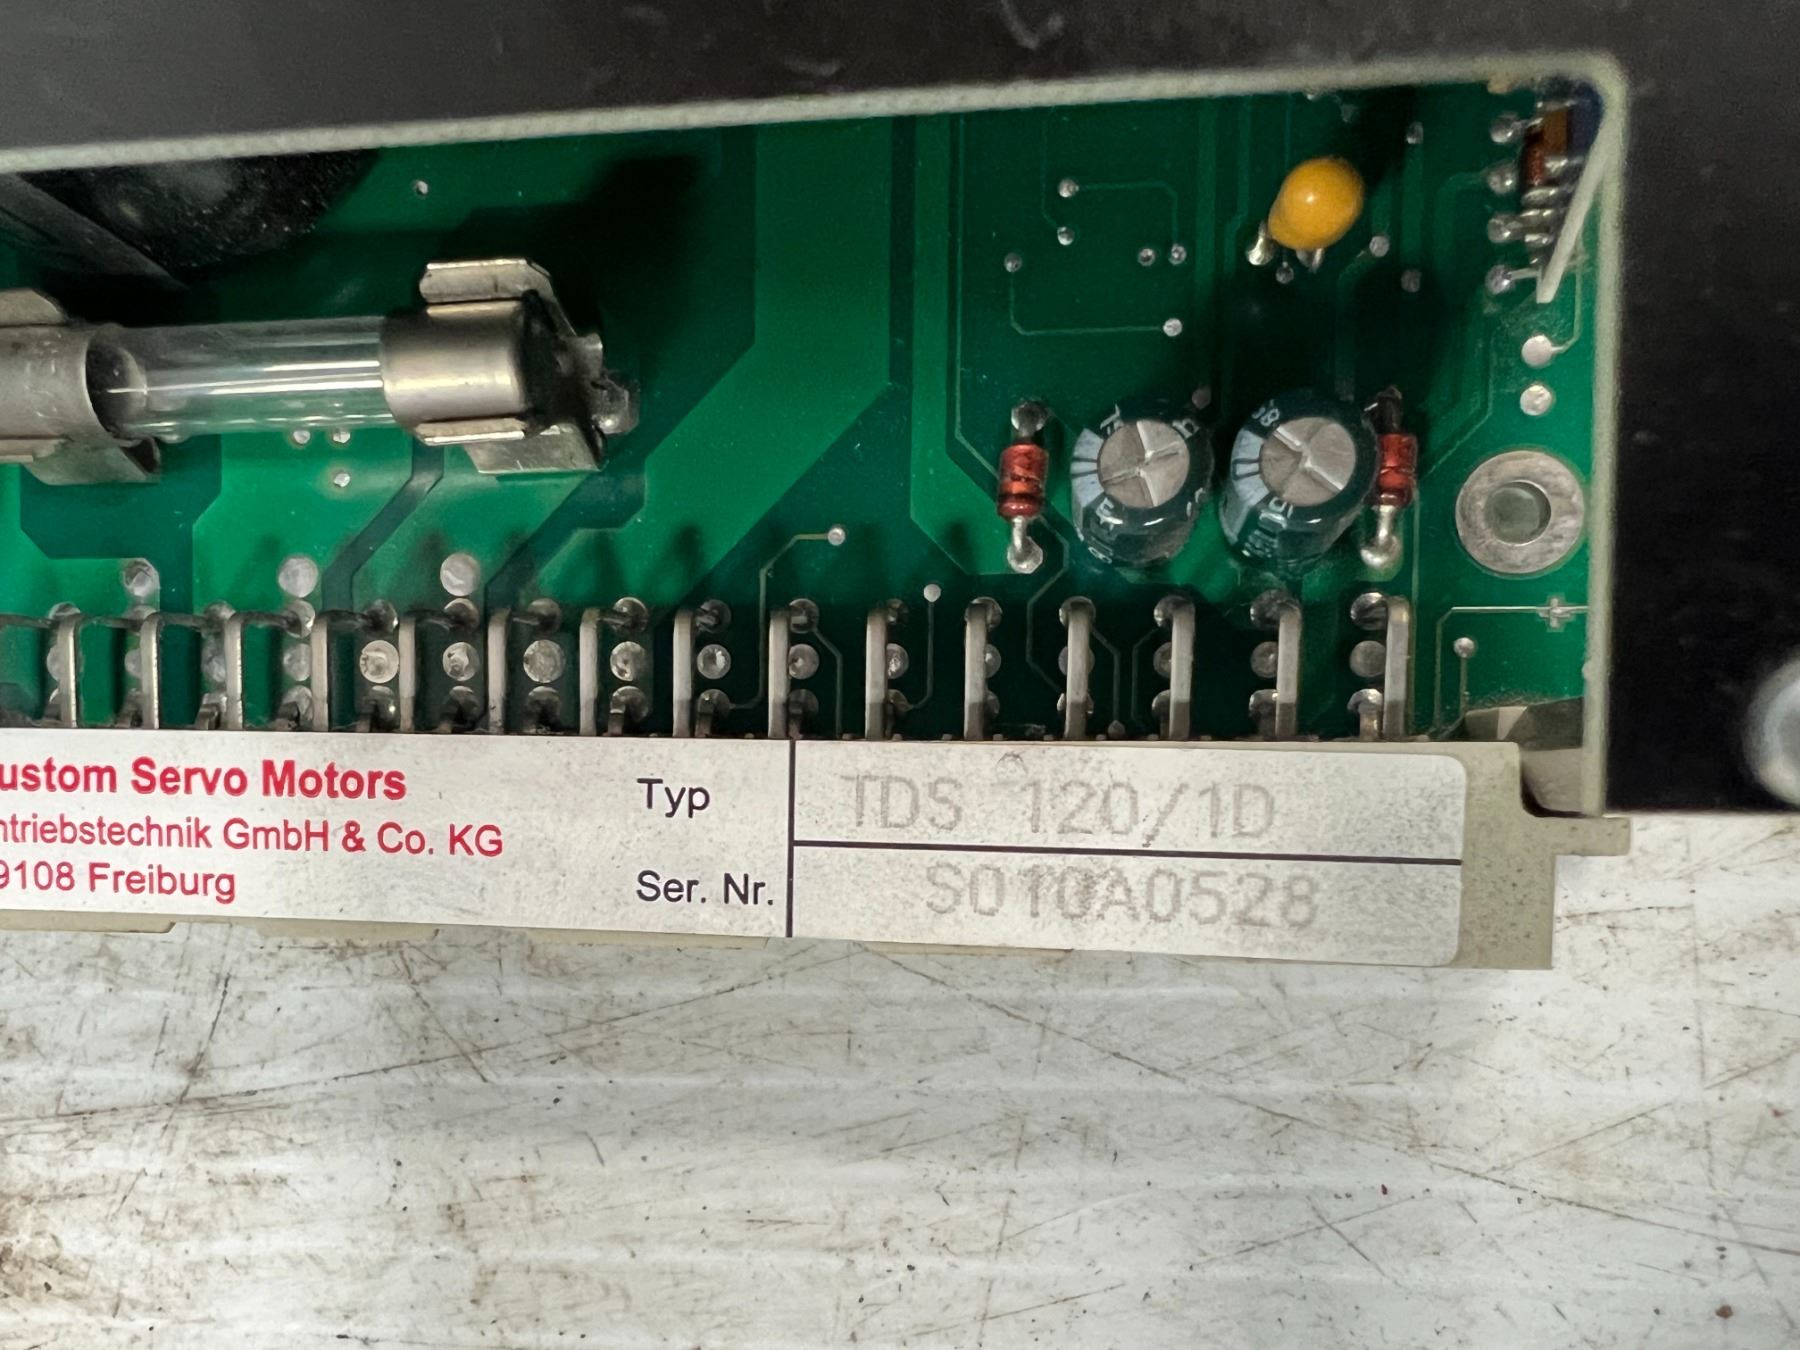 ustom Servo Motors
ntriebstechnik GmbH & Co. KG
9108 Freiburg
Typ TDS 120/1D
Ser. Nr. S010A0528